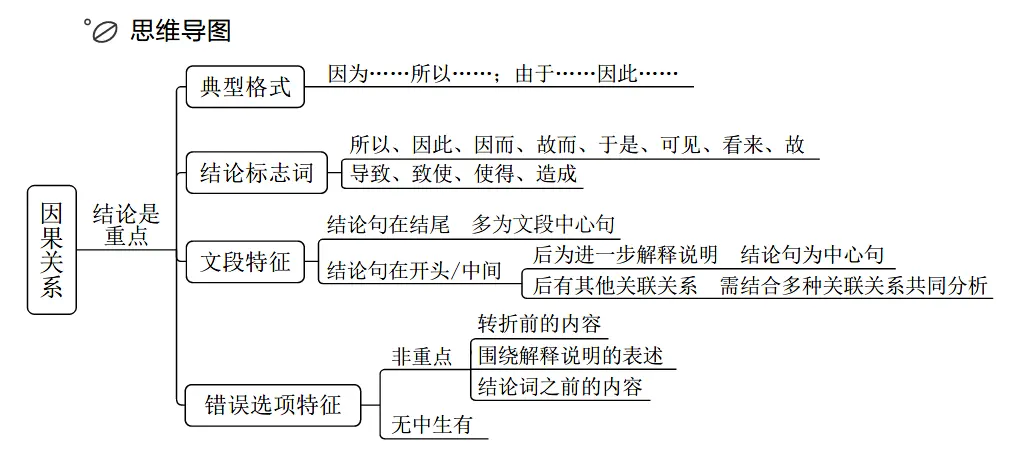 思维导图
因果关系
结论是
重点
典型格式
因为……所以……；由于……因此……
结论标志词
所以、因此、因而、故而、于是、可见、看来、故
导致、致使、使得、造成
文段特征
结论句在结尾 多为文段中心句
结论句在开头/中间
后为进一步解释说明 结论句为中心句
后有其他关联关系 需结合多种关联关系共同分析
错误选项特征
非重点
转折前的内容
围绕解释说明的表述
结论词之前的内容
无中生有